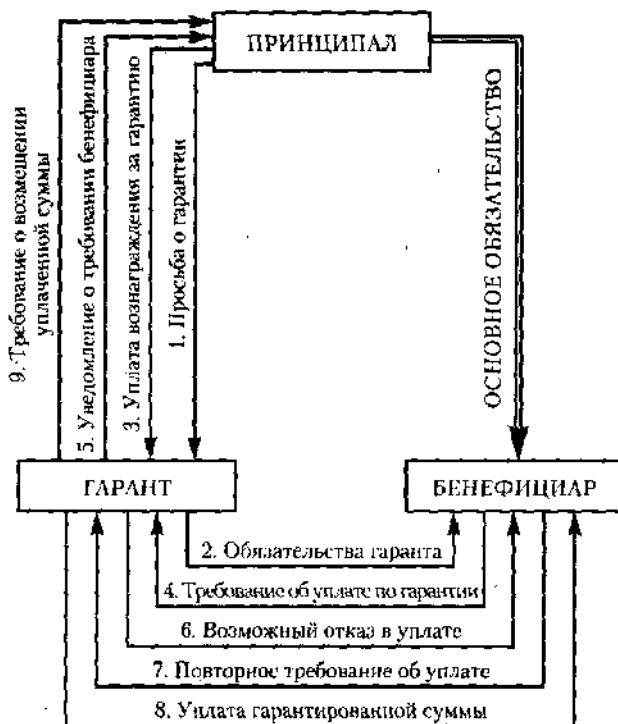 ПРИНЦИПАЛ
9. Требование о возмещении
уплаченной суммы
5. Уведомление о требовании бенефициара
3. Уплата вознаграждения за гарантию
1. Просьба о гарантии
ОСНОВНОЕ ОБЯЗАТЕЛЬСТВО
ГАРАНТ
БЕНЕФИЦИАР
2. Обязательства гаранта
4. Требование об уплате по гарантии
6. Возможный отказ в уплате
7. Повторное требование об уплате
8. Уплата гарантированной суммы